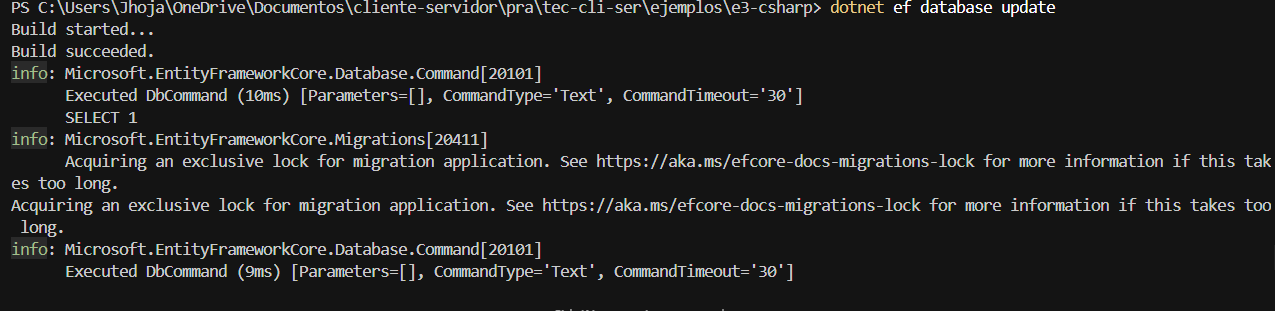 PS C:\Users\Jhoja\OneDrive\Documentos\cliente-servidor\pra\tec-cli-ser\ejemplos\e3-csharp> dotnet ef database update
Build started...
Build succeeded.
info: Microsoft.EntityFrameworkCore.Database.Command[20101]
      Executed DbCommand (10ms) [Parameters=[], CommandType='Text', CommandTimeout='30']
      SELECT 1
info: Microsoft.EntityFrameworkCore.Migrations[20411]
      Acquiring an exclusive lock for migration application. See https://aka.ms/efcore-docs-migrations-lock for more information if this tak
es too long.
Acquiring an exclusive lock for migration application. See https://aka.ms/efcore-docs-migrations-lock for more information if this takes too
 long.
info: Microsoft.EntityFrameworkCore.Database.Command[20101]
      Executed DbCommand (9ms) [Parameters=[], CommandType='Text', CommandTimeout='30']